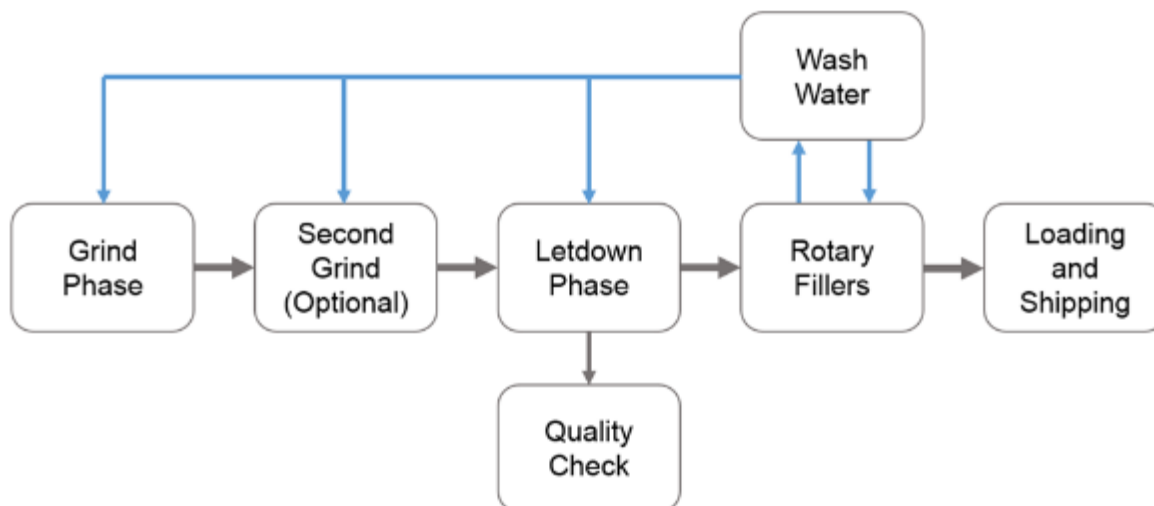 Wash
Water
Grind
Phase
Second
Grind
(Optional)
Letdown
Phase
Rotary
Fillers
Loading
and
Shipping
Quality
Check